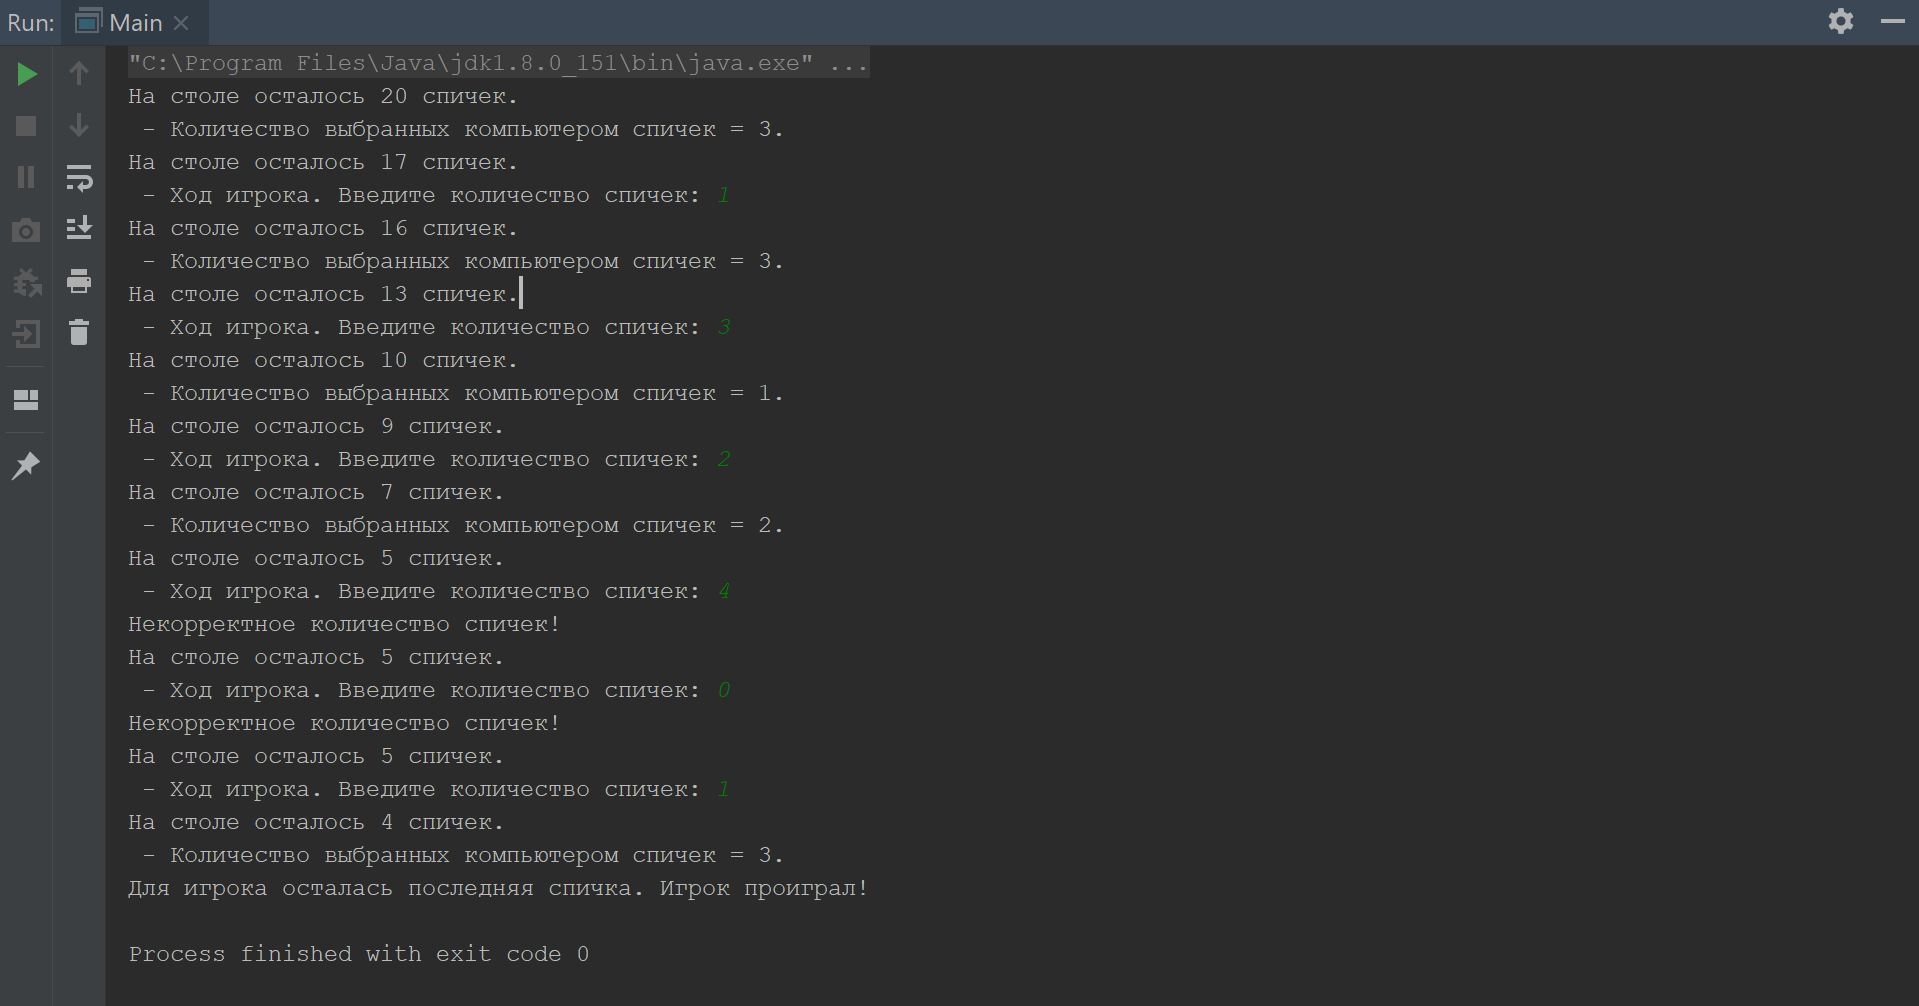 Run: Main
"C:\Program Files\Java\jdk1.8.0_151\bin\java.exe" ...
На столе осталось 20 спичек.
 - Количество выбранных компьютером спичек = 3.
На столе осталось 17 спичек.
 - Ход игрока. Введите количество спичек: 1
На столе осталось 16 спичек.
 - Количество выбранных компьютером спичек = 3.
На столе осталось 13 спичек.
 - Ход игрока. Введите количество спичек: 3
На столе осталось 10 спичек.
 - Количество выбранных компьютером спичек = 1.
На столе осталось 9 спичек.
 - Ход игрока. Введите количество спичек: 2
На столе осталось 7 спичек.
 - Количество выбранных компьютером спичек = 2.
На столе осталось 5 спичек.
 - Ход игрока. Введите количество спичек: 4
Некорректное количество спичек!
На столе осталось 5 спичек.
 - Ход игрока. Введите количество спичек: 0
Некорректное количество спичек!
На столе осталось 5 спичек.
 - Ход игрока. Введите количество спичек: 1
На столе осталось 4 спичек.
 - Количество выбранных компьютером спичек = 3.
Для игрока осталась последняя спичка. Игрок проиграл!
Process finished with exit code 0